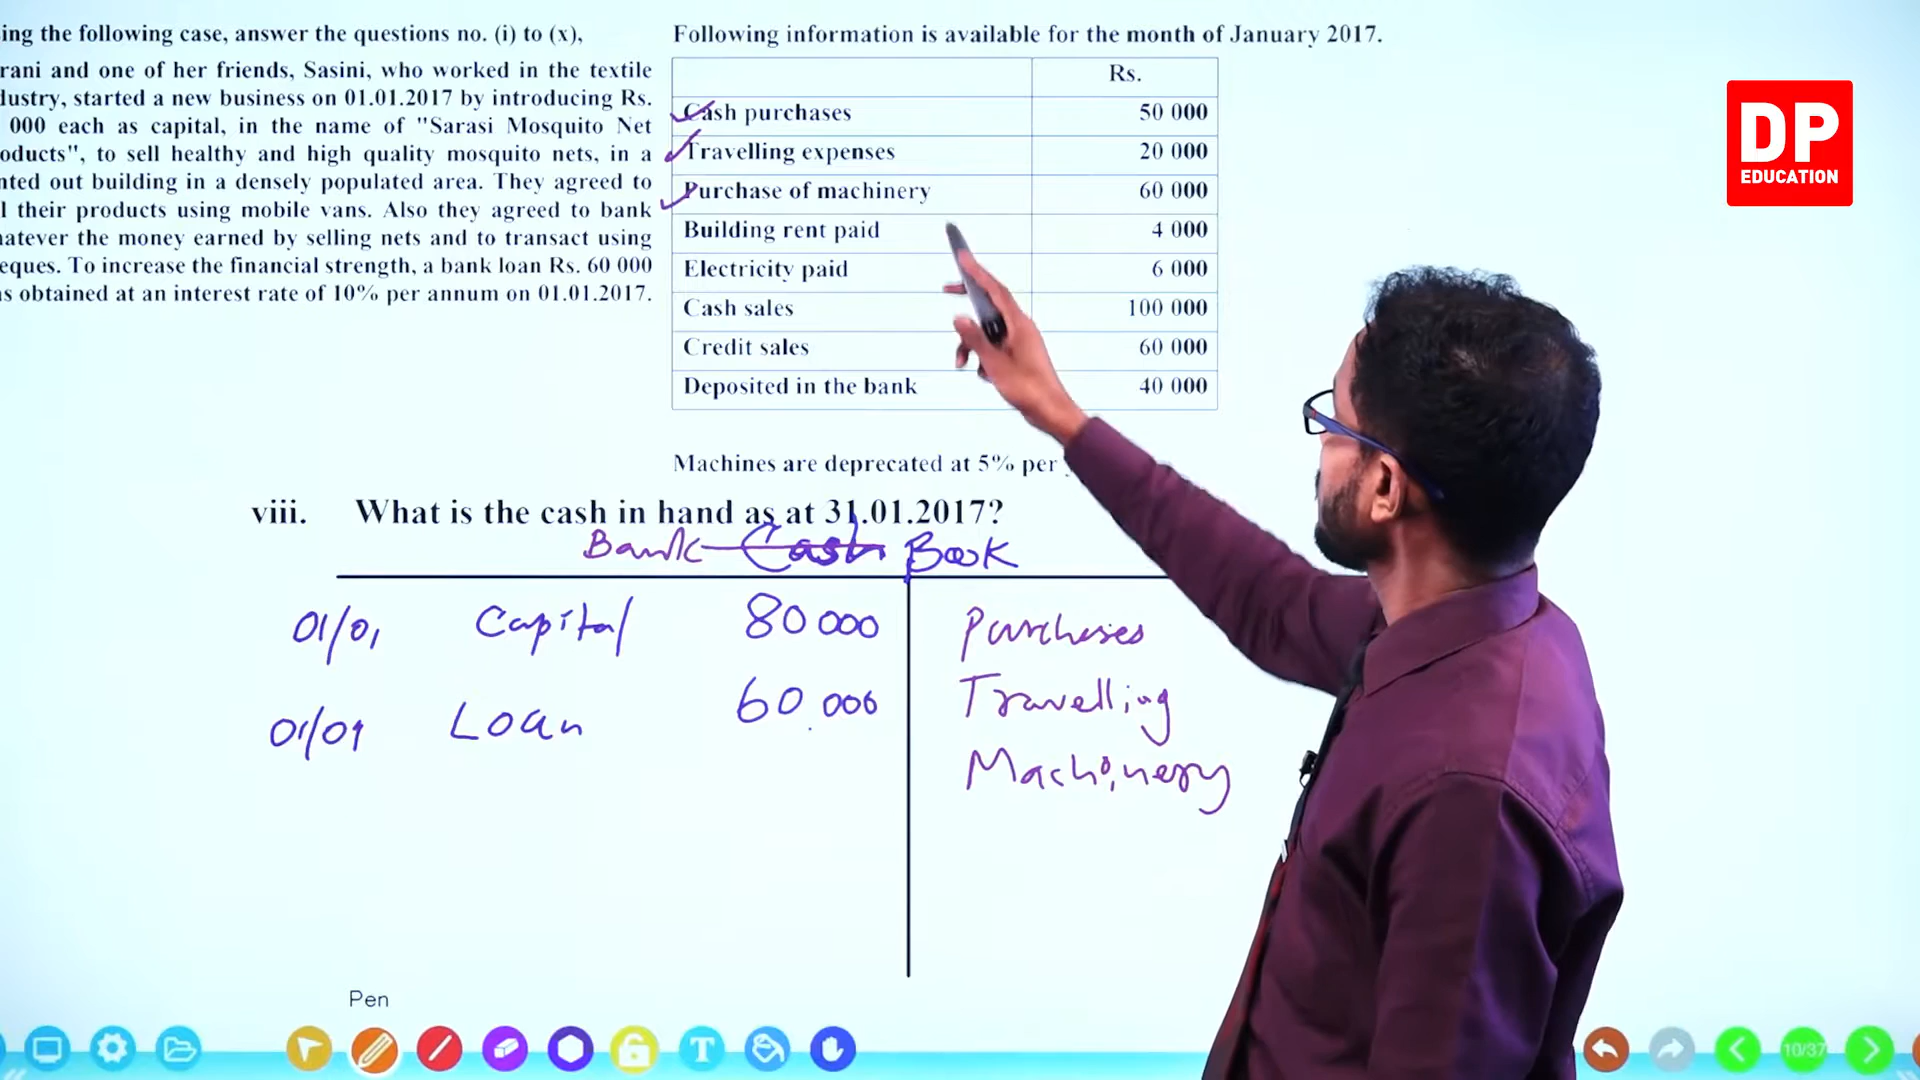 ing the following case, answer the questions no. (i) to (x),
rani and one of her friends, Sasini, who worked in the textile
dustry, started a new business on 01.01.2017 by introducing Rs.
000 each as capital, in the name of "Sarasi Mosquito Net
oducts", to sell healthy and high quality mosquito nets, in a
nted out building in a densely populated area. They agreed to
l their products using mobile vans. Also they agreed to bank
hatever the money earned by selling nets and to transact using
eques. To increase the financial strength, a bank loan Rs. 60 000
s obtained at an interest rate of 10% per annum on 01.01.2017.
Following information is available for the month of January 2017.
Rs.
Cash purchases 50 000
Travelling expenses 20 000
Purchase of machinery 60 000
Building rent paid 4 000
Electricity paid 6 000
Cash sales 100 000
Credit sales 60 000
Deposited in the bank 40 000
Machines are deprecated at 5% per
DP
EDUCATION
viii. What is the cash in hand as at 31.01.2017?
Bank Cash Book
01/01 Capital 80 000
01/01 Loan 60.000
Purchases
Travelling
Machinery
Pen
T
10/37